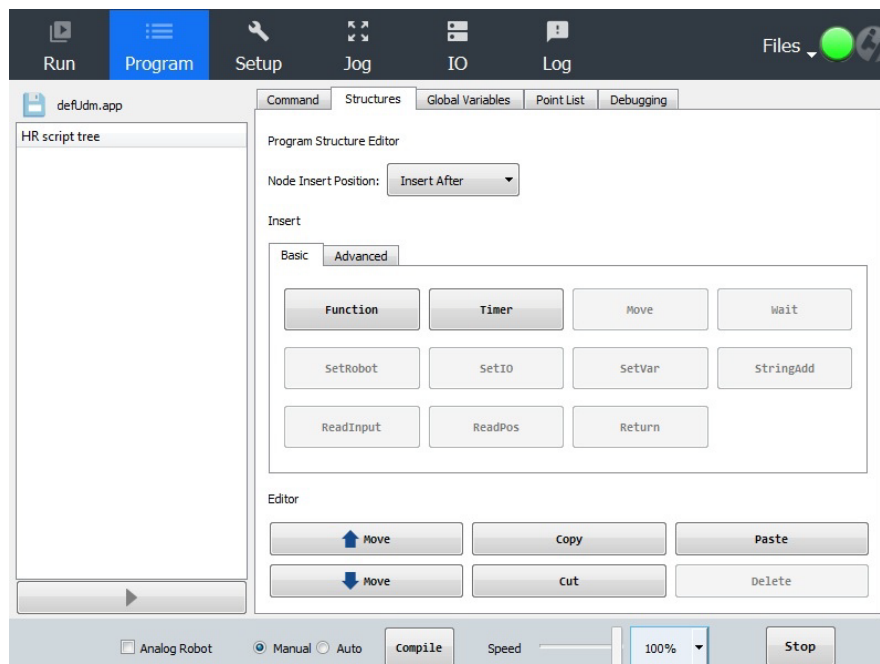 Run Program Setup Jog IO Log Files
defUdm.app
HR script tree
Command Structures Global Variables Point List Debugging
Program Structure Editor
Node Insert Position: Insert After
Insert
Basic Advanced
Function Timer Move Wait
SetRobot SetIO SetVar StringAdd
ReadInput ReadPos Return
Editor
Move Copy Paste
Move Cut Delete
Analog Robot Manual Auto Compile Speed 100% Stop